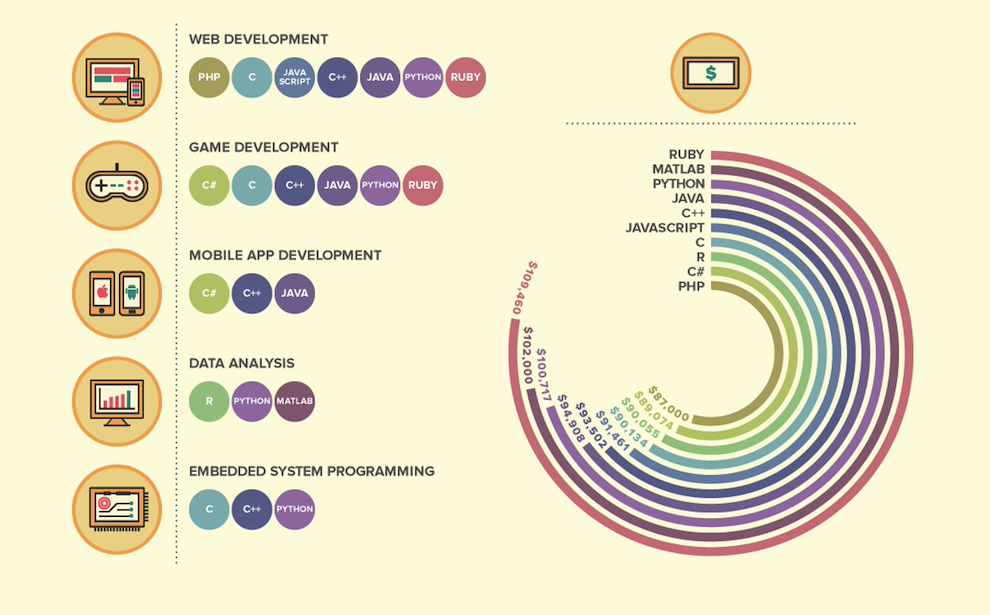 WEB DEVELOPMENT
PHP
C
JAVA
SCRIPT
C++
JAVA
PYTHON
RUBY
GAME DEVELOPMENT
C#
C
C++
JAVA
PYTHON
RUBY
MOBILE APP DEVELOPMENT
C#
C++
JAVA
DATA ANALYSIS
R
PYTHON
MATLAB
EMBEDDED SYSTEM PROGRAMMING
C
C++
PYTHON
$
RUBY
MATLAB
PYTHON
JAVA
C++
JAVASCRIPT
C
R
C#
PHP
$109,460
$102,000
$100,717
$94,908
$93,502
$91,461
$90,134
$90,055
$89,074
$87,000